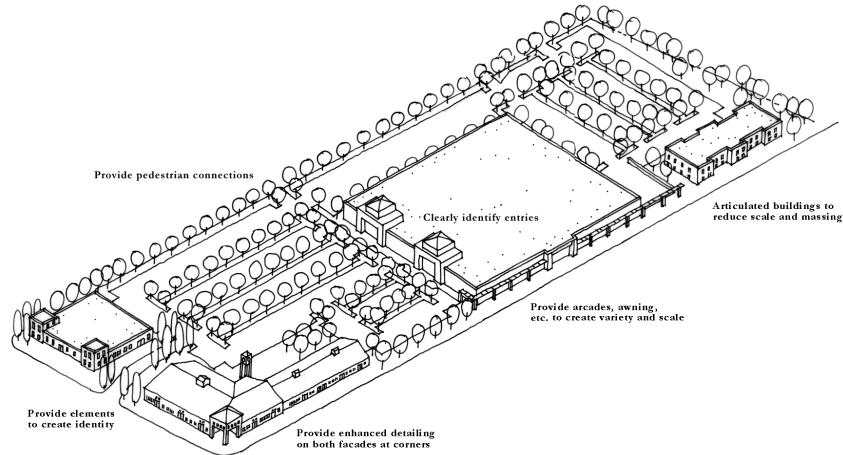 Provide pedestrian connections
Clearly identify entries
Articulated buildings to
reduce scale and massing
Provide arcades, awning,
etc. to create variety and scale
Provide elements
to create identity
Provide enhanced detailing
on both facades at corners